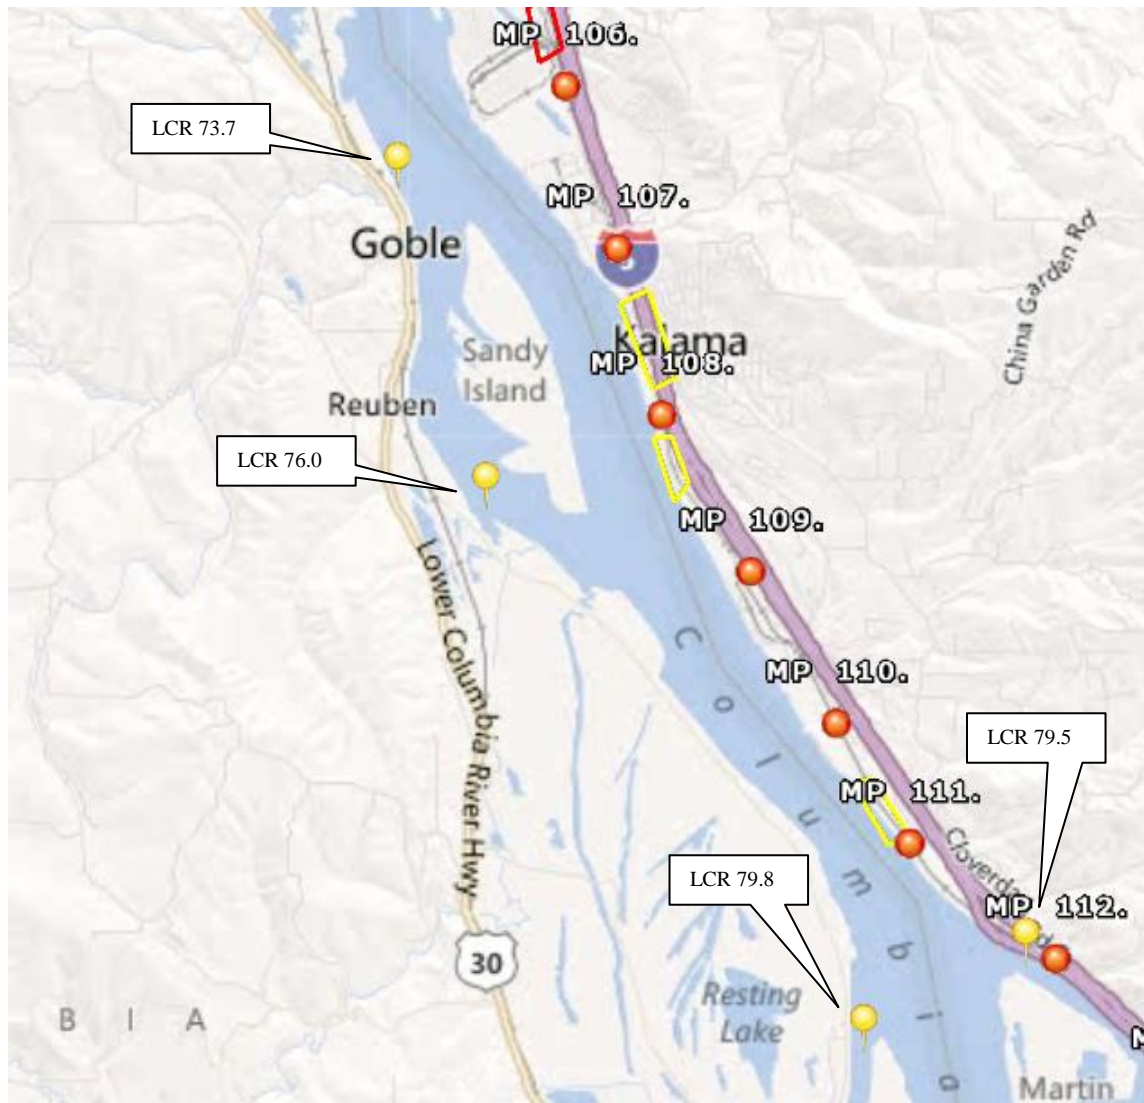 MP 106.
LCR 73.7
MP 107.
Goble
Kalama
Sandy
Island
MP 108.
China Garden Rd
Reuben
LCR 76.0
MP 109.
Lower Columbia River Hwy
Columbia
MP 110.
LCR 79.5
MP 111.
LCR 79.8
MP 112.
30
Resting
Lake
B I A
Martin